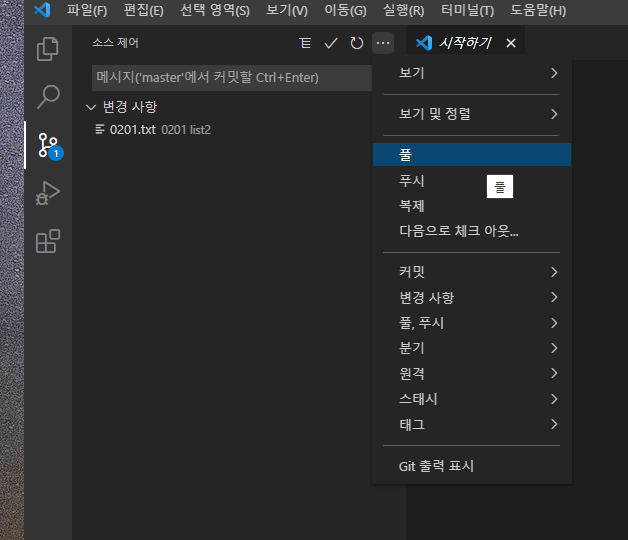 파일(F) 편집(E) 선택 영역(S) 보기(V) 이동(G) 실행(R) 터미널(T) 도움말(H)
소스 제어
시작하기
메시지('master'에서 커밋할 Ctrl+Enter)
변경 사항
0201.txt 0201 list2
1
보기
보기 및 정렬
풀
푸시
풀
복제
다음으로 체크 아웃...
커밋
변경 사항
풀, 푸시
분기
원격
스태시
태그
Git 출력 표시